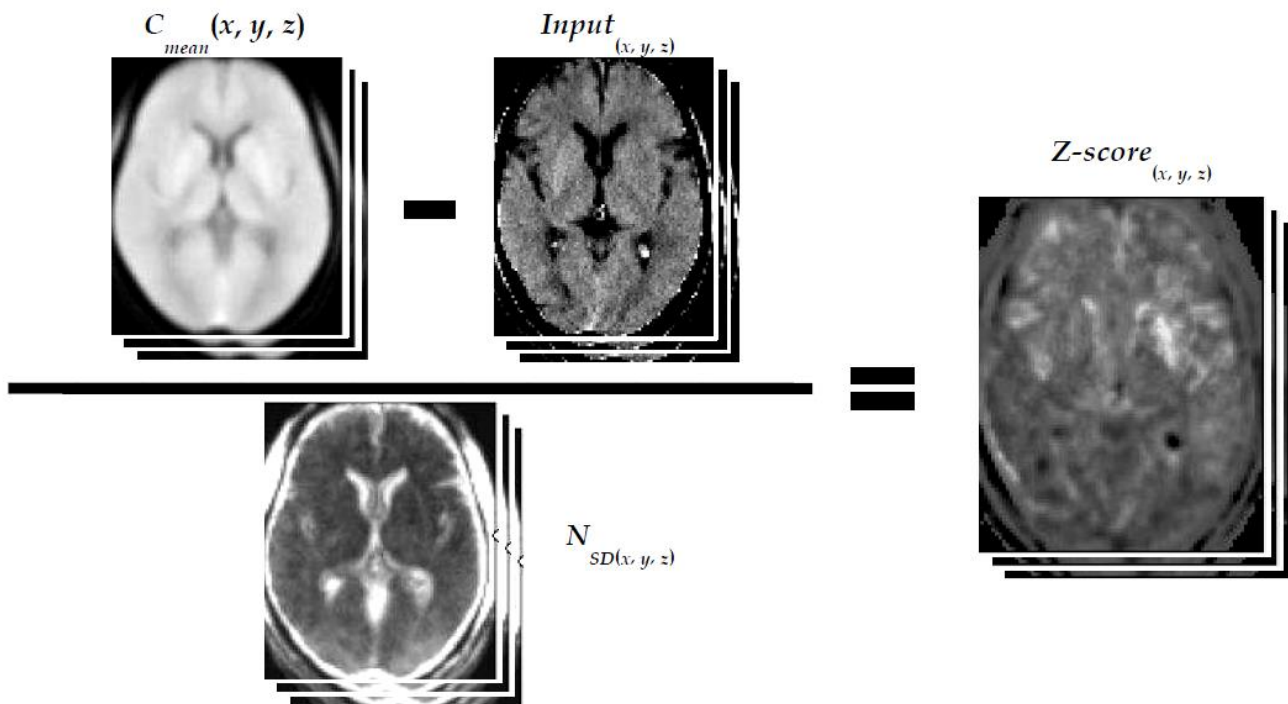 C mean (x, y, z)
Input (x, y, z)
Z-score (x, y, z)
N SD(x, y, z)